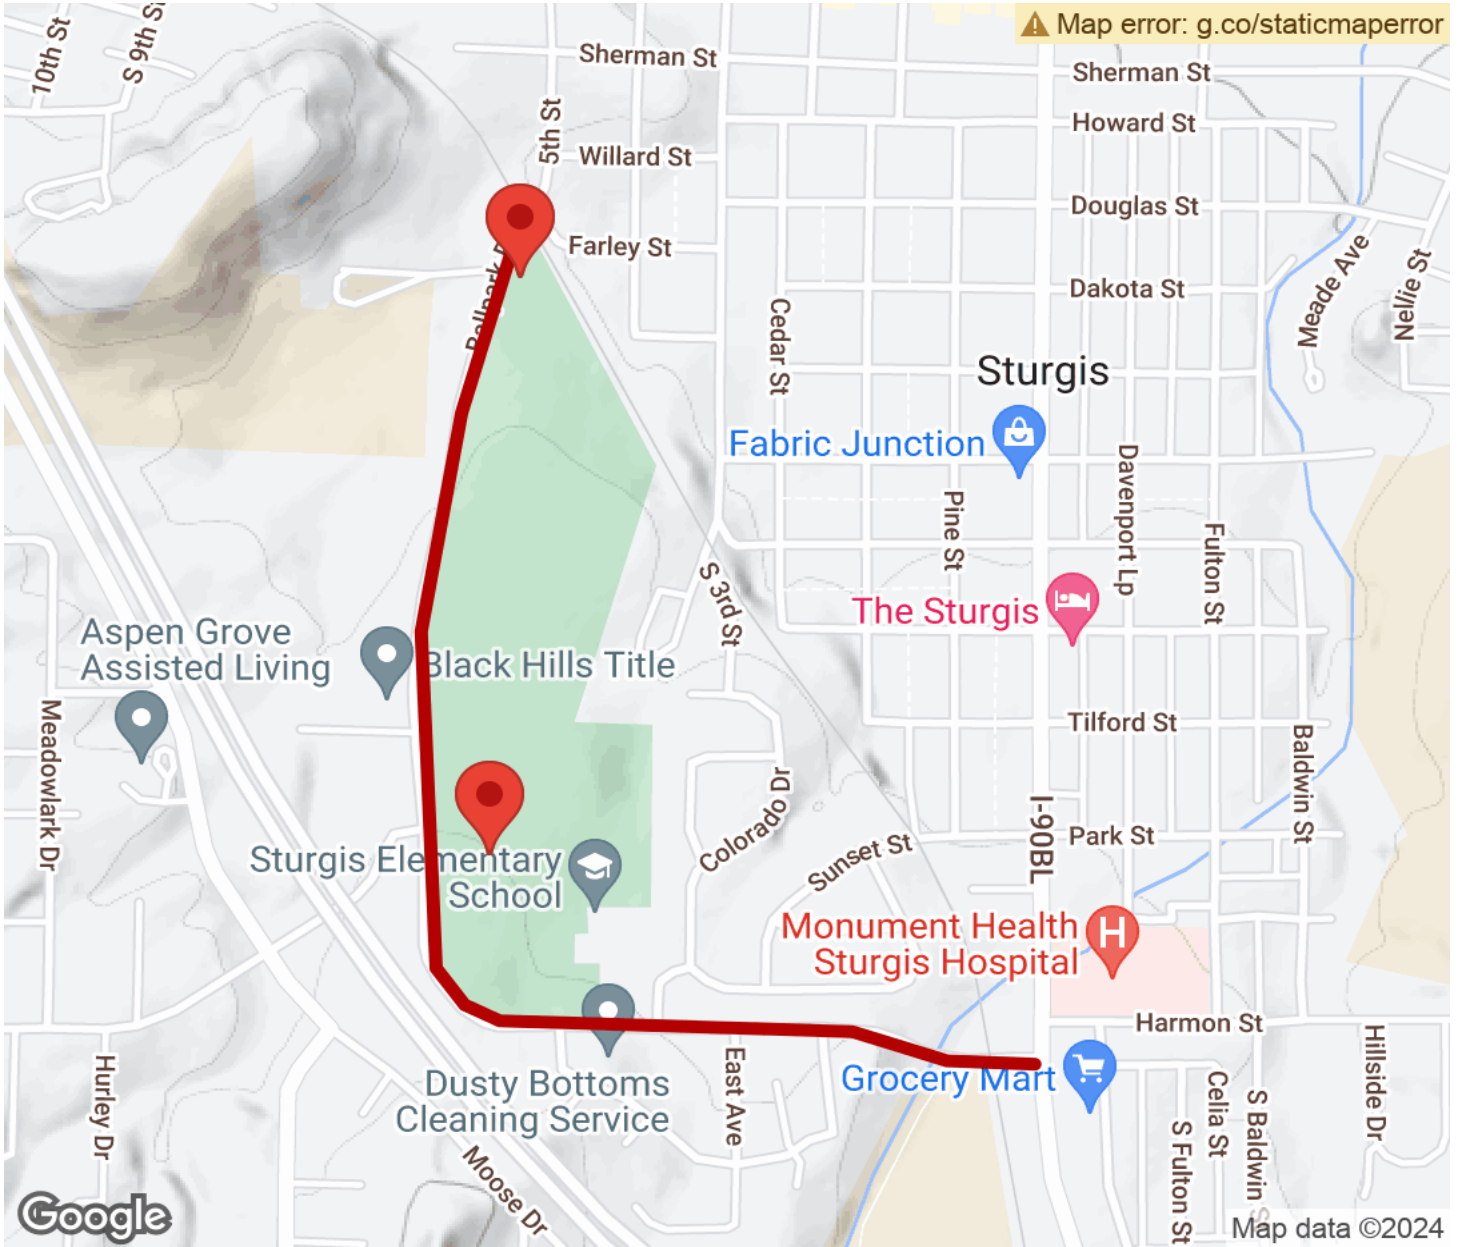 Map error: g.co/staticmaperror
10th St
S 9th St
Sherman St
Sherman St
5th St
Howard St
Willard St
Douglas St
Farley St
Meade Ave
Nellie St
Dakota St
Cedar St
Sturgis
Fabric Junction
Davenport Lp
Pine St
Fulton St
S 3rd St
The Sturgis
Aspen Grove
Assisted Living
Black Hills Title
Meadowlark Dr
Tilford St
Baldwin St
Colorado Dr
I-90BL
Park St
Sunset St
Sturgis Elementary
School
Monument Health
Sturgis Hospital
Harmon St
Hillside Dr
Hurley Dr
East Ave
Grocery Mart
Dusty Bottoms
Cleaning Service
Celia St
S Baldwin S
S Fulton St
Moose Dr
Google
Map data ©2024